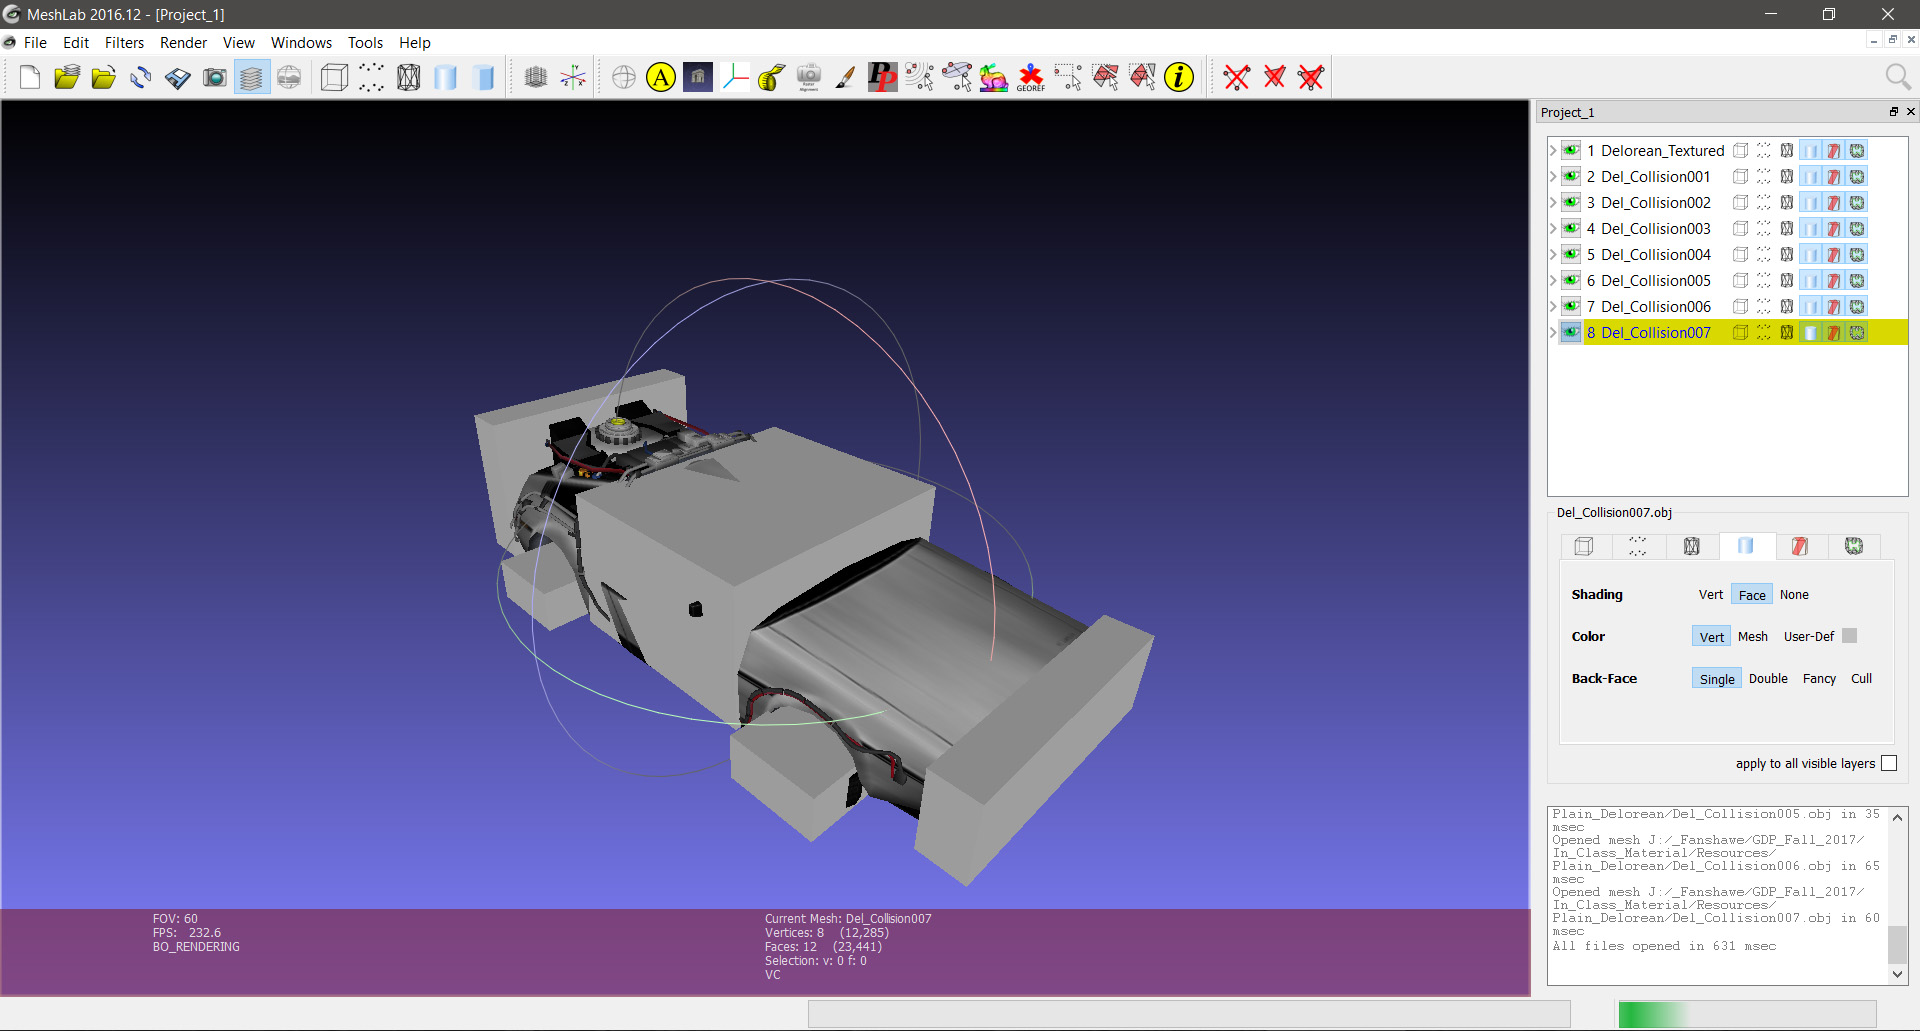 MeshLab 2016.12 - [Project_1]
File Edit Filters Render View Windows Tools Help
A
PP
GEOREF
i
Project_1
1 Delorean_Textured
2 Del_Collision001
3 Del_Collision002
4 Del_Collision003
5 Del_Collision004
6 Del_Collision005
7 Del_Collision006
8 Del_Collision007
Del_Collision007.obj
Shading Vert Face None
Color Vert Mesh User-Def
Back-Face Single Double Fancy Cull
apply to all visible layers
Plain_Delorean/Del_Collision005.obj in 35
msec
Opened mesh J:/_Fanshawe/GDP_Fall_2017/
In_Class_Material/Resources/
Plain_Delorean/Del_Collision006.obj in 65
msec
Opened mesh J:/_Fanshawe/GDP_Fall_2017/
In_Class_Material/Resources/
Plain_Delorean/Del_Collision007.obj in 60
msec
All files opened in 631 msec
FOV: 60
FPS: 232.6
BO_RENDERING
Current Mesh: Del_Collision007
Vertices: 8 (12,285)
Faces: 12 (23,441)
Selection: v: 0 f: 0
VC